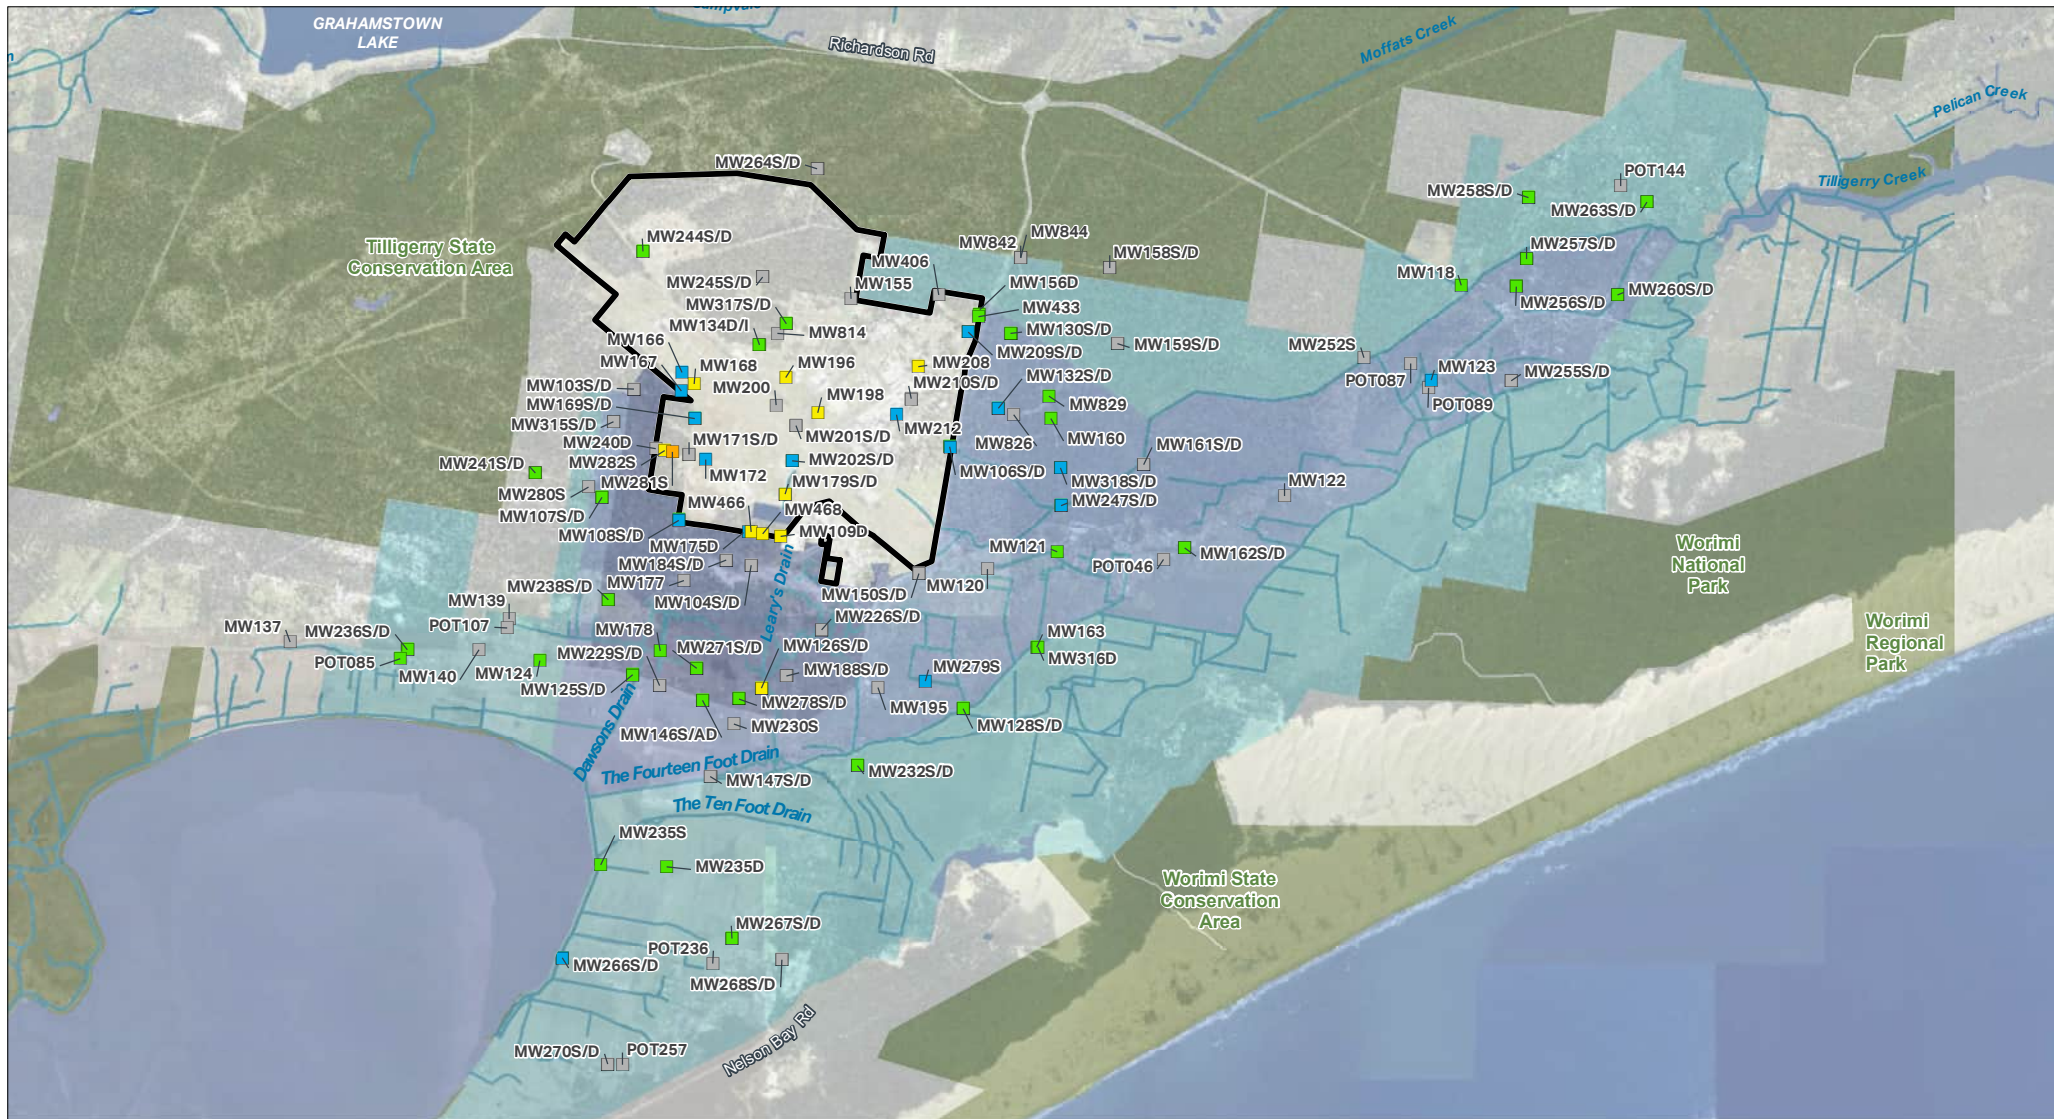 GRAHAMSTOWN
LAKE
Campvale
Richardson Rd
Moffats Creek
Pelican Creek
Tilligerry Creek
MW264S/D
POT144
MW258S/D
MW263S/D
Tilligerry State
Conservation Area
MW244S/D
MW842
MW844
MW158S/D
MW257S/D
MW406
MW245S/D
MW155
MW156D
MW118
MW256S/D
MW260S/D
MW317S/D
MW433
MW134D/I
MW814
MW130S/D
MW166
MW209S/D
MW159S/D
MW252S
MW167
MW168
MW196
MW208
MW123
MW103S/D
MW200
MW210S/D
MW132S/D
POT087
MW255S/D
MW169S/D
MW198
MW829
POT089
MW315S/D
MW212
MW240D
MW171S/D
MW201S/D
MW826
MW160
MW161S/D
MW241S/D
MW282S
MW172
MW202S/D
MW106S/D
MW318S/D
MW280S
MW281S
MW179S/D
MW122
MW107S/D
MW466
MW468
MW247S/D
MW108S/D
MW109D
MW175D
MW121
MW162S/D
MW184S/D
POT046
Worimi
National
Park
MW238S/D
MW177
MW104S/D
Leary's Drain
MW150S/D
MW120
MW139
POT107
MW137
MW236S/D
MW178
MW226S/D
MW163
Worimi
Regional
Park
POT085
MW140
MW124
MW229S/D
MW271S/D
MW126S/D
MW316D
MW125S/D
MW188S/D
MW279S
Dawsons Drain
MW278S/D
MW195
MW146S/AD
MW230S
MW128S/D
The Fourteen Foot Drain
MW147S/D
MW232S/D
The Ten Foot Drain
MW235S
MW235D
Worimi State
Conservation
Area
MW267S/D
POT236
MW266S/D
MW268S/D
Nelson Bay Rd
MW270S/D
POT257